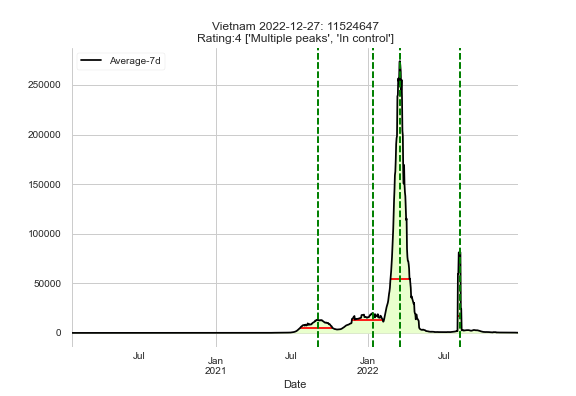 Vietnam 2022-12-27: 11524647
Rating:4 ['Multiple peaks', 'In control']
Average-7d
250000
200000
150000
100000
50000
0
Jul
Jan
2021
Jul
Jan
2022
Jul
Date